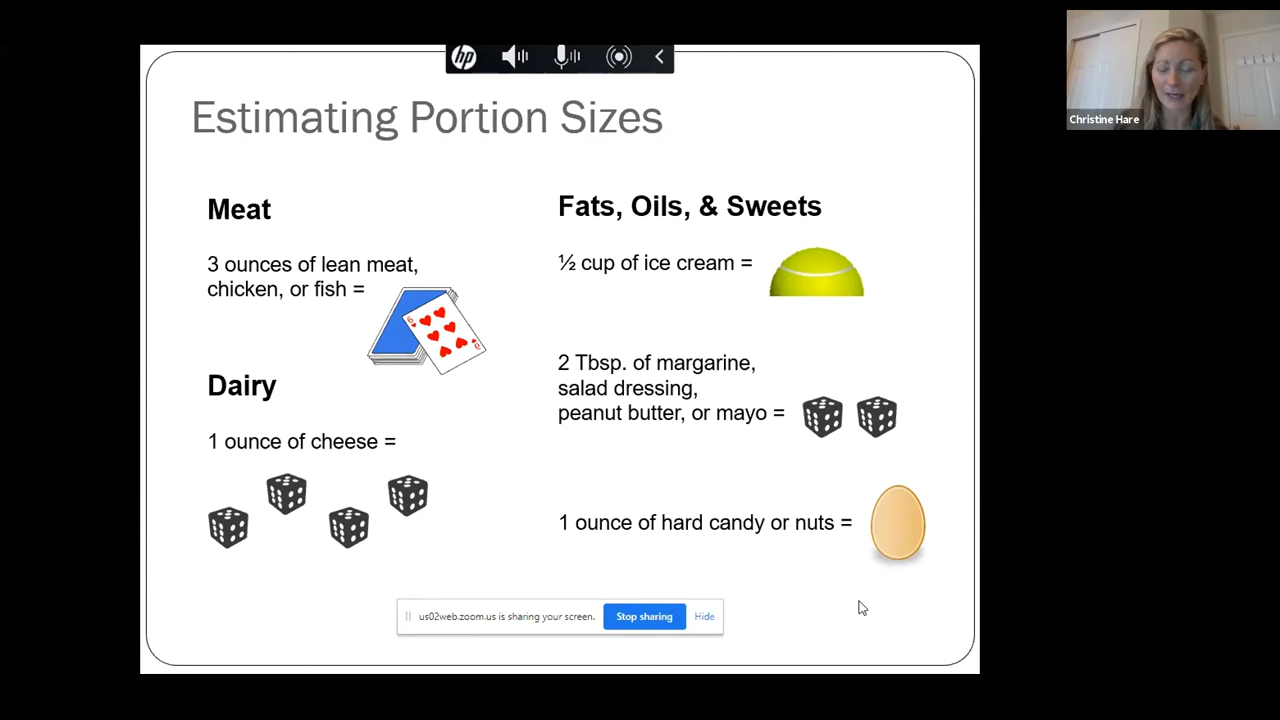 hp
Estimating Portion Sizes
Christine Hare
Meat
3 ounces of lean meat,
chicken, or fish =
Dairy
1 ounce of cheese =
Fats, Oils, & Sweets
½ cup of ice cream =
2 Tbsp. of margarine,
salad dressing,
peanut butter, or mayo =
1 ounce of hard candy or nuts =
us02web.zoom.us is sharing your screen.
Stop sharing
Hide